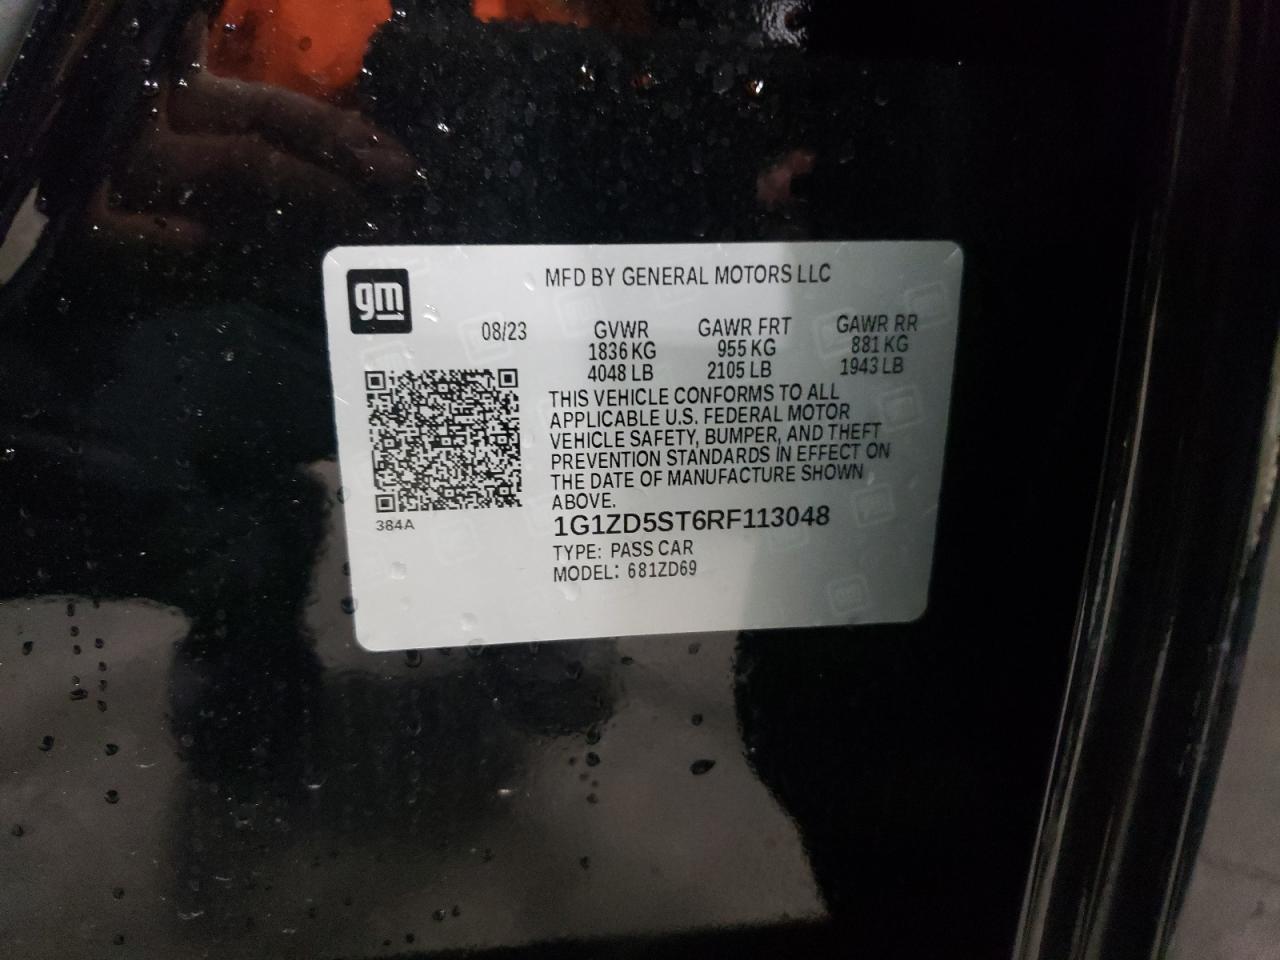 gm
MFD BY GENERAL MOTORS LLC
08/23 GVWR GAWR FRT GAWR RR
1836 KG 955 KG 881 KG
4048 LB 2105 LB 1943 LB
THIS VEHICLE CONFORMS TO ALL
APPLICABLE U.S. FEDERAL MOTOR
VEHICLE SAFETY, BUMPER, AND THEFT
PREVENTION STANDARDS IN EFFECT ON
THE DATE OF MANUFACTURE SHOWN
ABOVE.
384A
1G1ZD5ST6RF113048
TYPE: PASS CAR
MODEL: 681ZD69